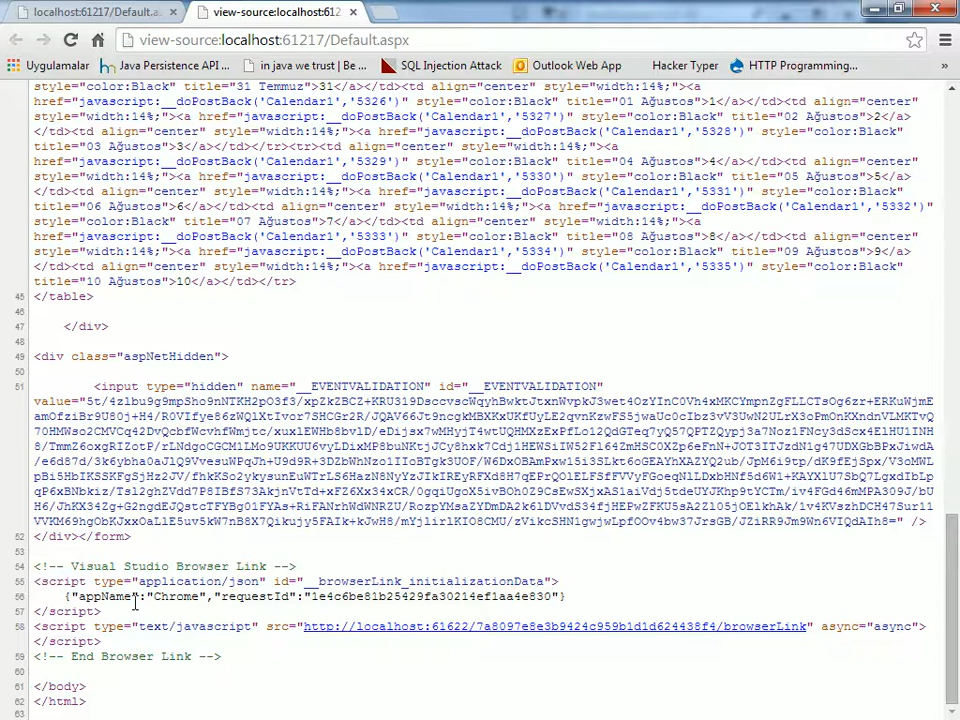 localhost:61217/Default.a
view-source:localhost:612
view-source:localhost:61217/Default.aspx
Uygulamalar
Java Persistence API ...
in java we trust | Be ...
SQL Injection Attack
Outlook Web App
Hacker Typer
HTTP Programming...
»
style="color:Black" title="31 Temmuz">31</a></td><td align="center" style="width:14%;"><a
href="javascript:__doPostBack('Calendar1','5326')" style="color:Black" title="01 Ağustos">1</a></td><td align="center"
style="width:14%;"><a href="javascript:__doPostBack('Calendar1','5327')" style="color:Black" title="02 Ağustos">2</a>
</td><td align="center" style="width:14%;"><a href="javascript:__doPostBack('Calendar1','5328')" style="color:Black"
title="03 Ağustos">3</a></td></tr><tr><td align="center" style="width:14%;"><a
href="javascript:__doPostBack('Calendar1','5329')" style="color:Black" title="04 Ağustos">4</a></td><td align="center"
style="width:14%;"><a href="javascript:__doPostBack('Calendar1','5330')" style="color:Black" title="05 Ağustos">5</a>
</td><td align="center" style="width:14%;"><a href="javascript:__doPostBack('Calendar1','5331')" style="color:Black"
title="06 Ağustos">6</a></td><td align="center" style="width:14%;"><a href="javascript:__doPostBack('Calendar1','5332')"
style="color:Black" title="07 Ağustos">7</a></td><td align="center" style="width:14%;"><a
href="javascript:__doPostBack('Calendar1','5333')" style="color:Black" title="08 Ağustos">8</a></td><td align="center"
style="width:14%;"><a href="javascript:__doPostBack('Calendar1','5334')" style="color:Black" title="09 Ağustos">9</a>
</td><td align="center" style="width:14%;"><a href="javascript:__doPostBack('Calendar1','5335')" style="color:Black"
title="10 Ağustos">10</a></td></tr>
45 </table>
46
47 </div>
48
49 <div class="aspNetHidden">
50
51 <input type="hidden" name="__EVENTVALIDATION" id="__EVENTVALIDATION"
52 </div></form>
53
54 <!-- Visual Studio Browser Link -->
55 <script type="application/json" id="__browserLink_initializationData">
56 {"appName":"Chrome","requestId":"1e4c6be81b25429fa30214ef1aa4e830"}
57 </script>
58 <script type="text/javascript" src="http://localhost:61622/7a8097e8e3b9424c959b1d1d624438f4/browserLink" async="async">
</script>
59 <!-- End Browser Link -->
60
61 </body>
62 </html>
63